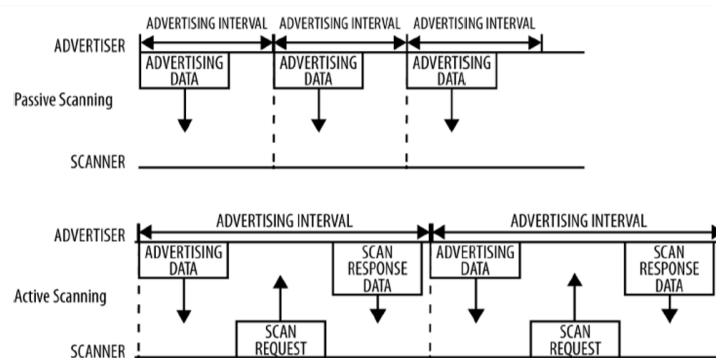 ADVERTISING INTERVAL ADVERTISING INTERVAL ADVERTISING INTERVAL
ADVERTISER
ADVERTISING DATA ADVERTISING DATA ADVERTISING DATA
Passive Scanning
SCANNER
ADVERTISING INTERVAL ADVERTISING INTERVAL
ADVERTISER
ADVERTISING DATA SCAN RESPONSE DATA ADVERTISING DATA SCAN RESPONSE DATA
Active Scanning
SCAN REQUEST SCAN REQUEST
SCANNER